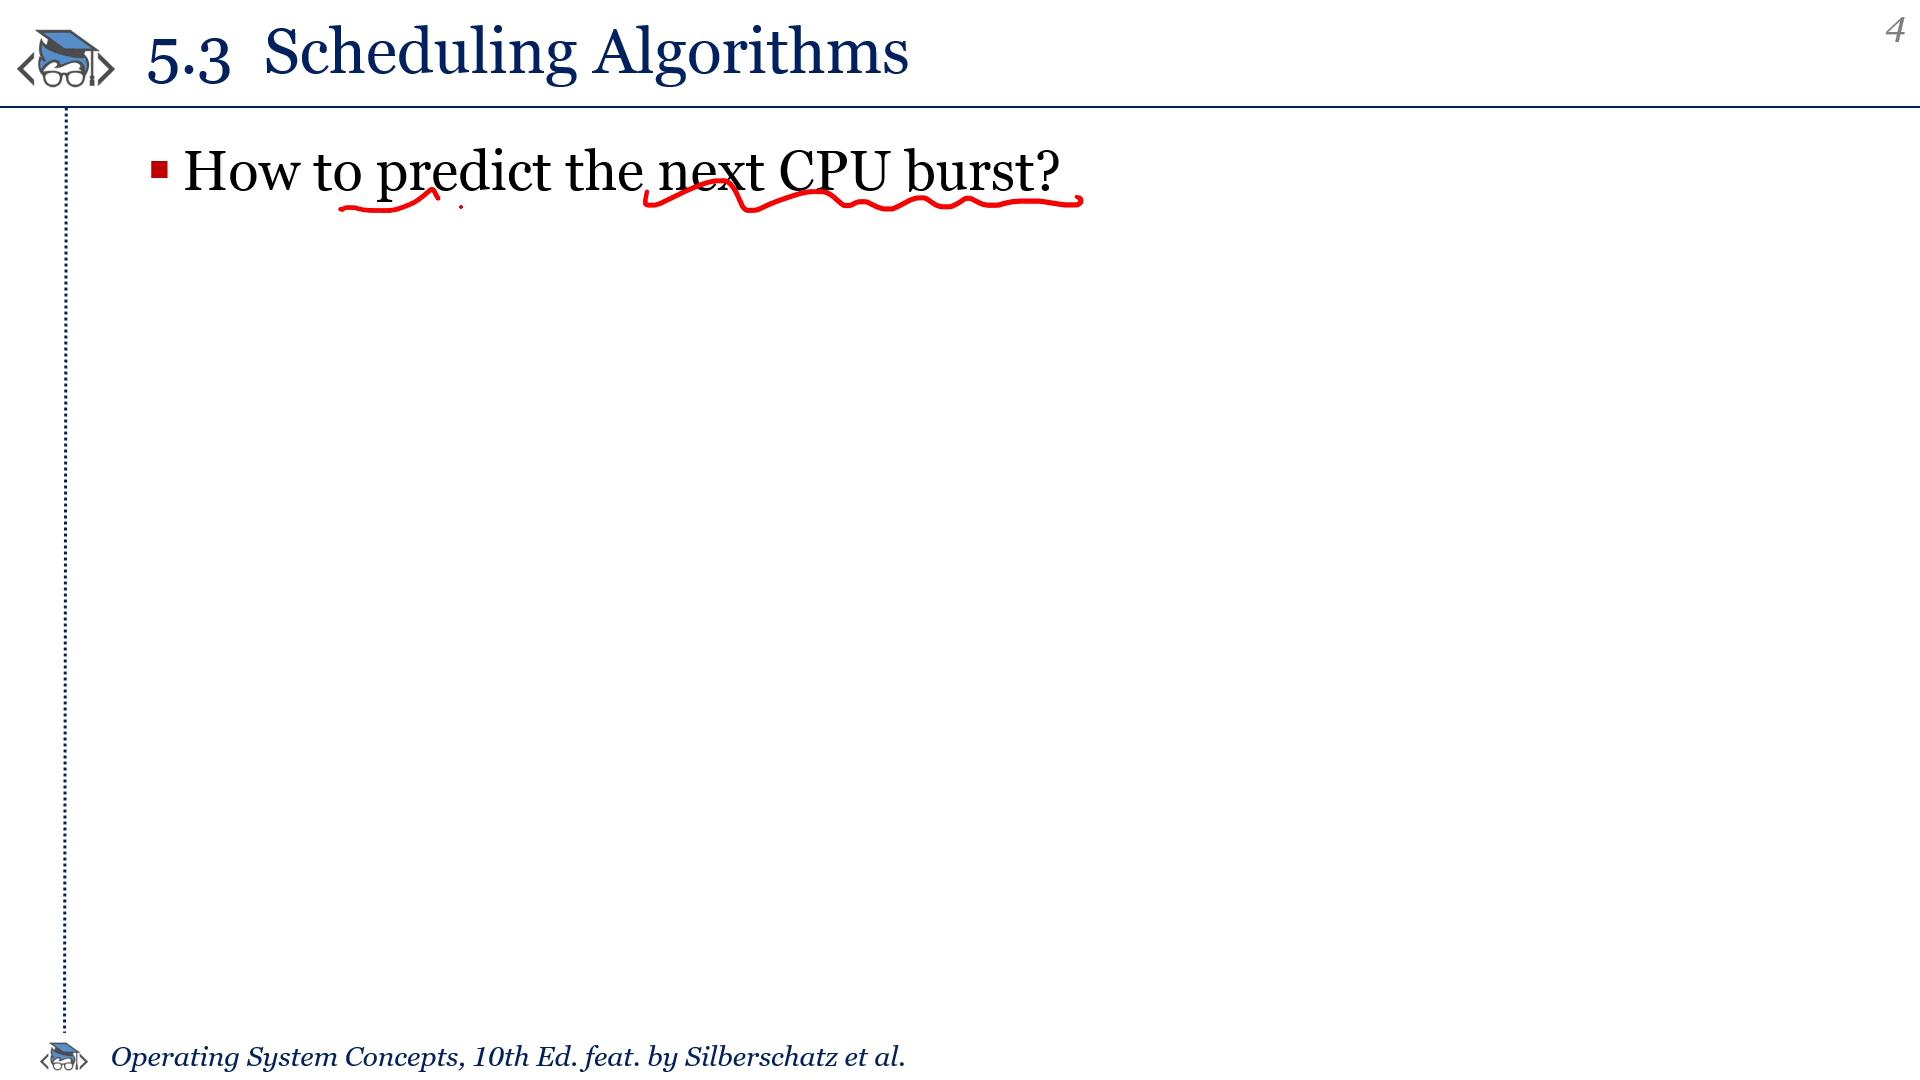 5.3 Scheduling Algorithms
4
How to predict the next CPU burst?
Operating System Concepts, 10th Ed. feat. by Silberschatz et al.